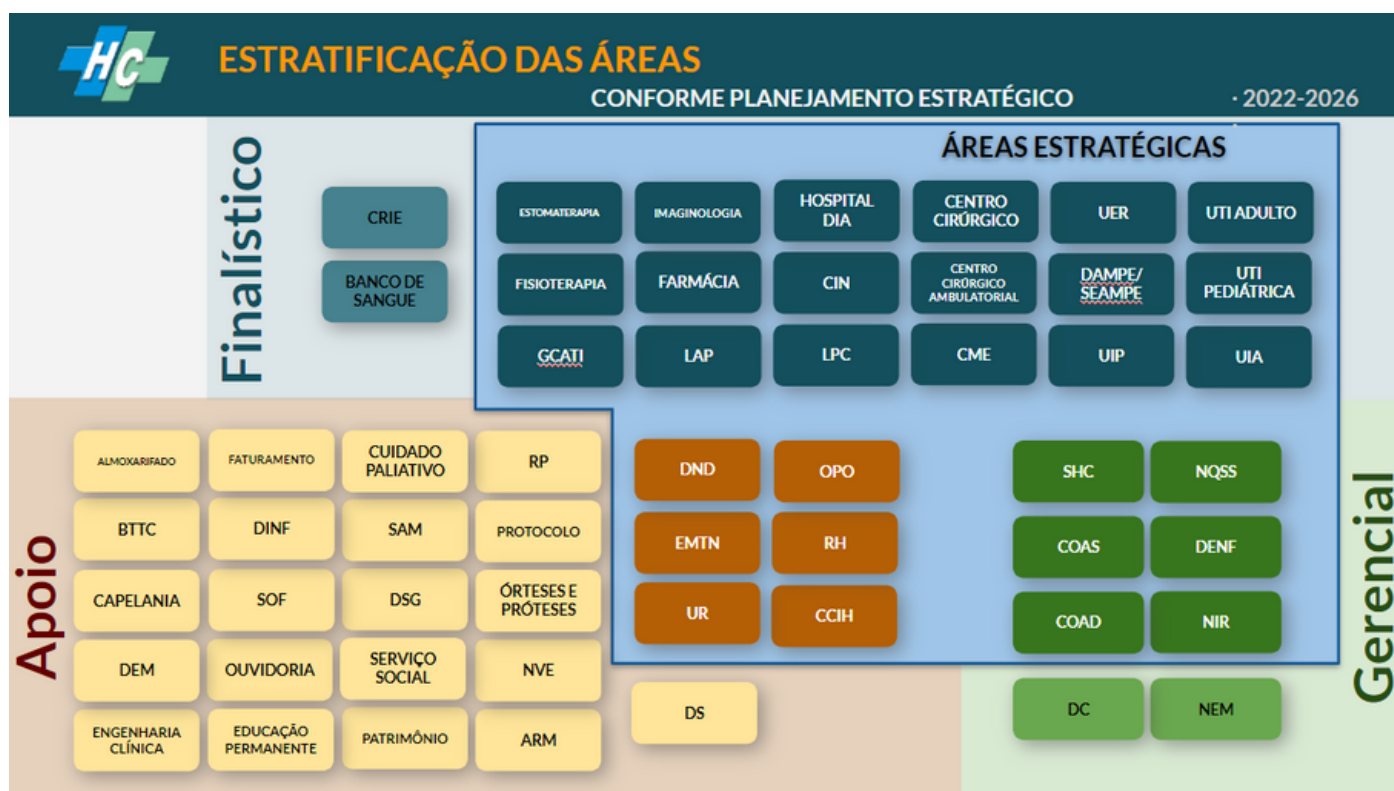 HC
ESTRATIFICAÇÃO DAS ÁREAS
CONFORME PLANEJAMENTO ESTRATÉGICO
· 2022-2026
Finalístico
CRIE
BANCO DE
SANGUE
ÁREAS ESTRATÉGICAS
ESTOMATERAPIA
IMAGINOLOGIA
HOSPITAL
DIA
CENTRO
CIRÚRGICO
UER
UTI ADULTO
FISIOTERAPIA
FARMÁCIA
CIN
CENTRO
CIRÚRGICO
AMBULATORIAL
DAMPE/
SEAMPE
UTI
PEDIÁTRICA
GCATI
LAP
LPC
CME
UIP
UIA
Apoio
ALMOXARIFADO
FATURAMENTO
CUIDADO
PALIATIVO
RP
BTTC
DINF
SAM
PROTOCOLO
CAPELANIA
SOF
DSG
ÓRTESES E
PRÓTESES
DEM
OUVIDORIA
SERVIÇO
SOCIAL
NVE
ENGENHARIA
CLÍNICA
EDUCAÇÃO
PERMANENTE
PATRIMÔNIO
ARM
DND
OPO
EMTN
RH
UR
CCIH
DS
SHC
NQSS
COAS
DENF
COAD
NIR
DC
NEM
Gerencial